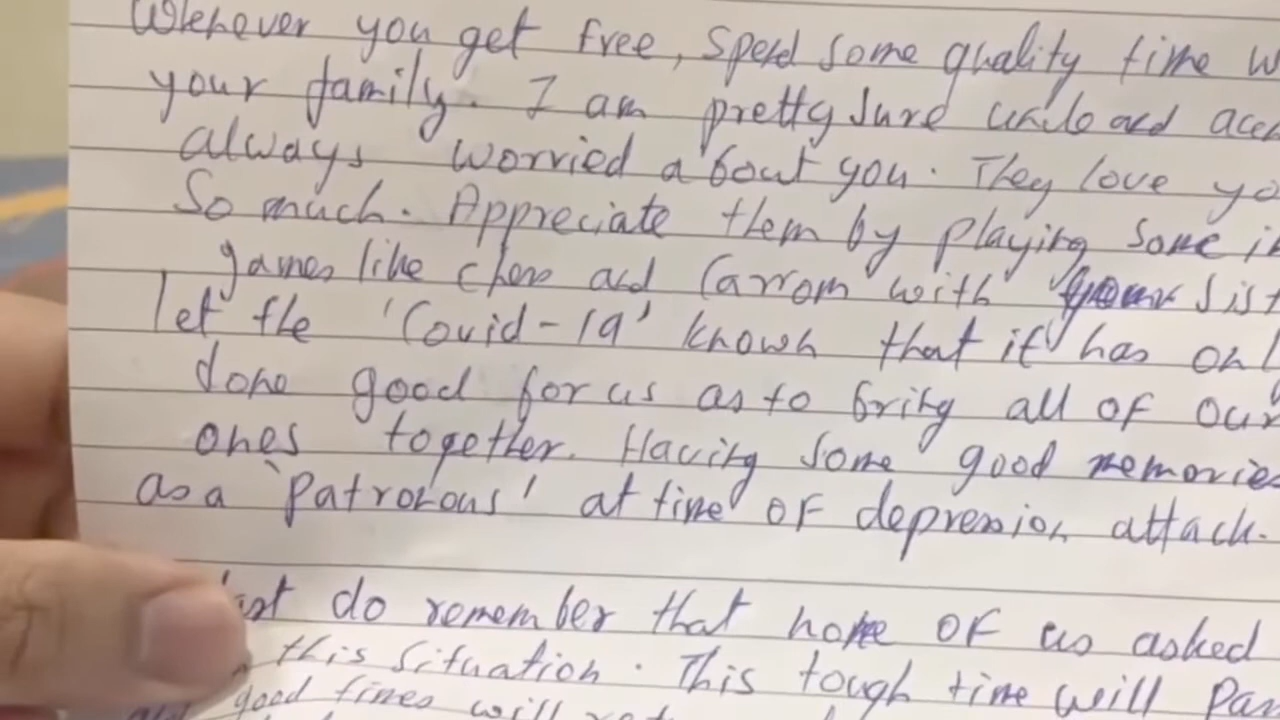 Whenever you get free, Spend some quality time w
your family. I am pretty sure uncle and
always worried about you. They love yo
So much. Appreciate them by playing some in
games like chess and Carrom with your sist
let the 'Covid-19' known that it has onl
done good for us as to bring all of our
ones together. Having some good memories
as a 'Patronous' at time of depression attack.
do remember that none of us asked
this situation. This tough time will pass
good times will